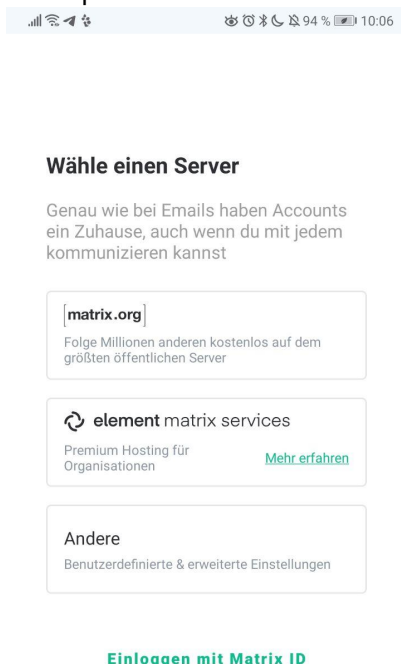 94 % 10:06
Wähle einen Server
Genau wie bei Emails haben Accounts
ein Zuhause, auch wenn du mit jedem
kommunizieren kannst
[matrix.org]
Folge Millionen anderen kostenlos auf dem
größten öffentlichen Server
element matrix services
Premium Hosting für
Organisationen
Mehr erfahren
Andere
Benutzerdefinierte & erweiterte Einstellungen
Einloggen mit Matrix ID